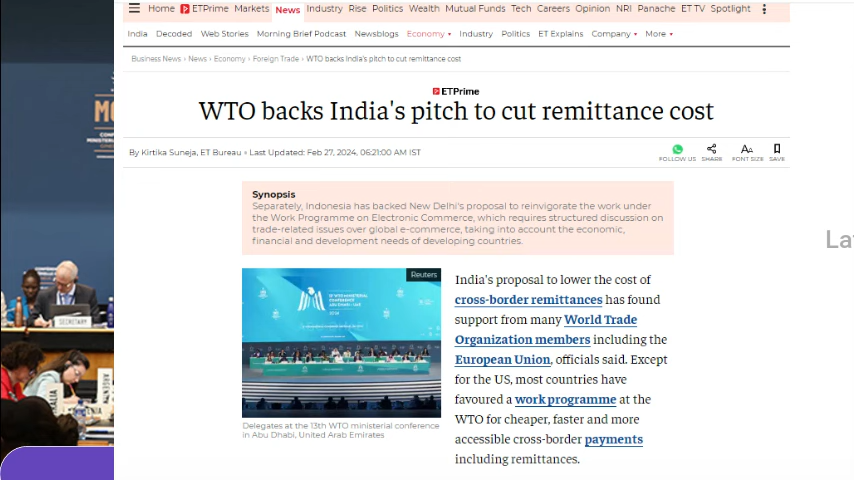 Home ETPrime Markets News Industry Rise Politics Wealth Mutual Funds Tech Careers Opinion NRI Panache ET TV Spotlight
India Decoded Web Stories Morning Brief Podcast Newsblogs Economy Industry Politics ET Explains Company More
Business News › News › Economy › Foreign Trade › WTO backs India's pitch to cut remittance cost
ETPrime
WTO backs India's pitch to cut remittance cost
By Kirtika Suneja, ET Bureau • Last Updated: Feb 27, 2024, 06:21:00 AM IST
FOLLOW US SHARE FONT SIZE SAVE
Synopsis
Separately, Indonesia has backed New Delhi's proposal to reinvigorate the work under
the Work Programme on Electronic Commerce, which requires structured discussion on
trade-related issues over global e-commerce, taking into account the economic,
financial and development needs of developing countries.
Reuters
Delegates at the 13th WTO ministerial conference
in Abu Dhabi, United Arab Emirates
India's proposal to lower the cost of
cross-border remittances has found
support from many World Trade
Organization members including the
European Union, officials said. Except
for the US, most countries have
favoured a work programme at the
WTO for cheaper, faster and more
accessible cross-border payments
including remittances.
SECRETARY
La